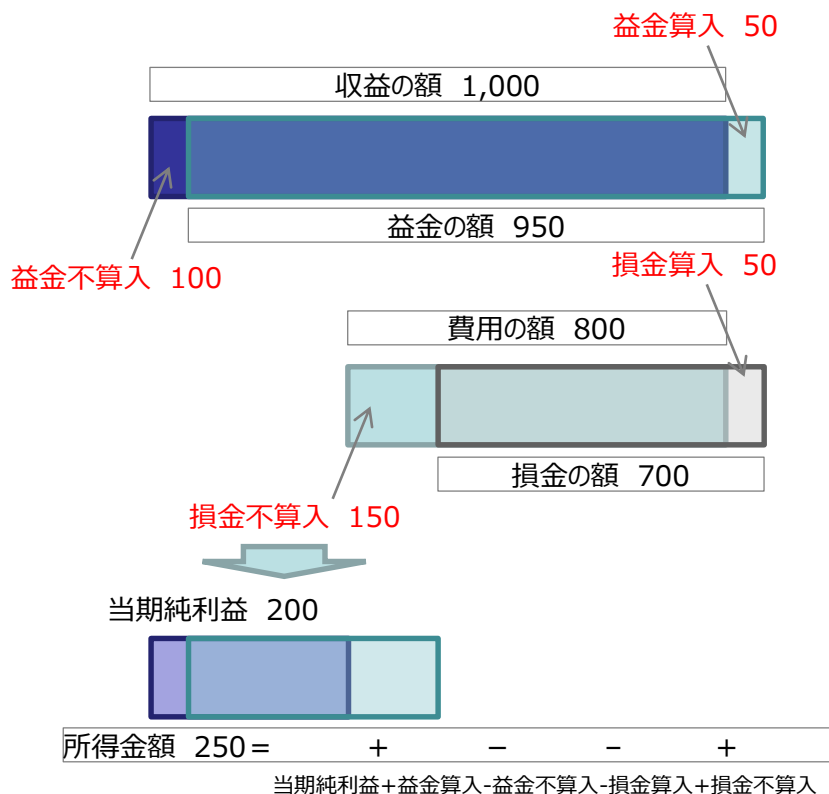 益金算入 50
収益の額 1,000
益金の額 950
益金不算入 100
損金算入 50
費用の額 800
損金の額 700
損金不算入 150
当期純利益 200
所得金額 250= + − − +
当期純利益+益金算入-益金不算入-損金算入+損金不算入